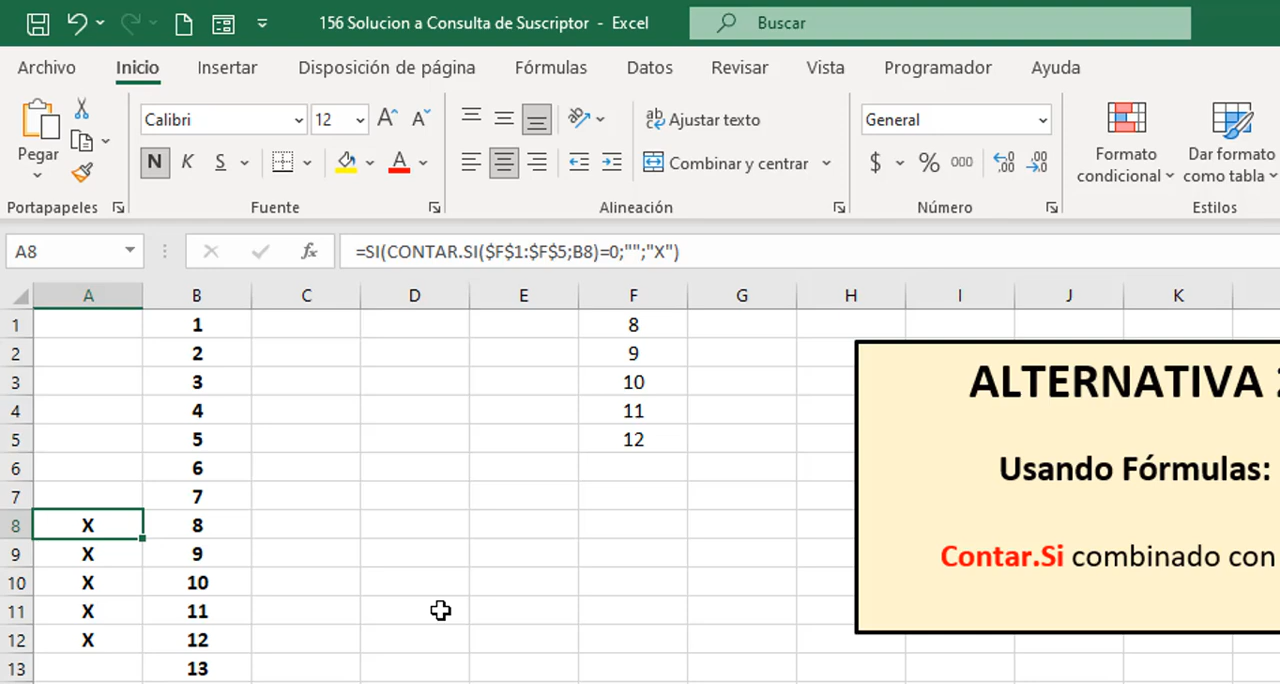 156 Solucion a Consulta de Suscriptor - Excel
Buscar
Archivo Inicio Insertar Disposición de página Fórmulas Datos Revisar Vista Programador Ayuda
Pegar
Calibri 12
N K S
Ajustar texto
Combinar y centrar
General
$ % 000
Formato condicional
Dar formato como tabla
Portapapeles Fuente Alineación Número Estilos
A8 fx =SI(CONTAR.SI($F$1:$F$5;B8)=0;"";"X")
A B C D E F G H I J K
1 1 8
2 2 9
3 3 10
4 4 11
5 5 12
6 6
7 7
8 X 8
9 X 9
10 X 10
11 X 11
12 X 12
13 13
ALTERNATIVA
Usando Fórmulas:
Contar.Si combinado con